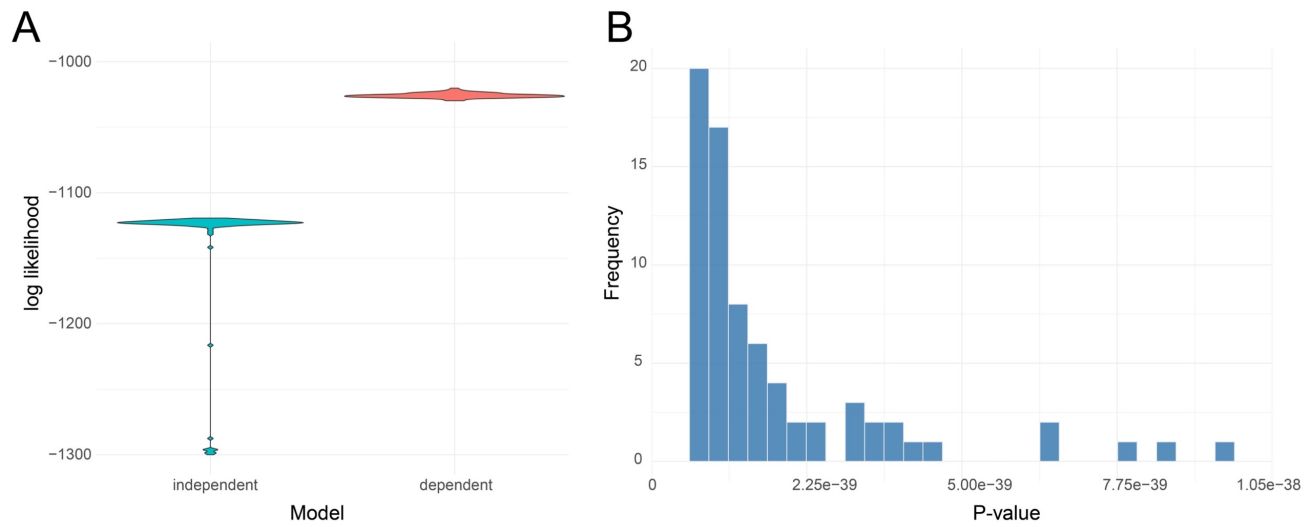 A
−1000
−1100
−1200
−1300
log likelihood
independent
dependent
Model
B
20
15
10
5
0
Frequency
0
2.25e-39
5.00e-39
7.75e-39
1.05e-38
P-value